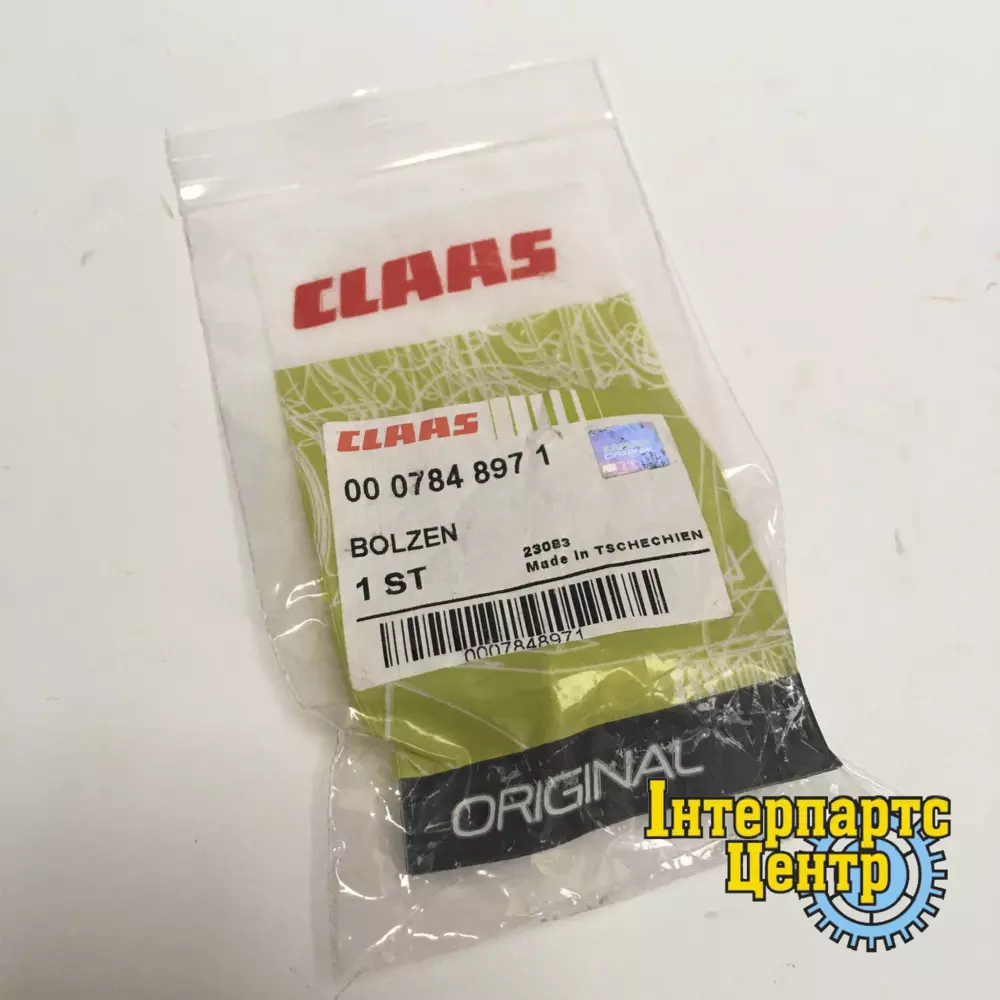 CLAAS
CLAAS
00 0784 897 1
BOLZEN
23083
Made in TSCHECHIEN
1 ST
0007848971
ORIGINAL
Інтерпартс
Центр